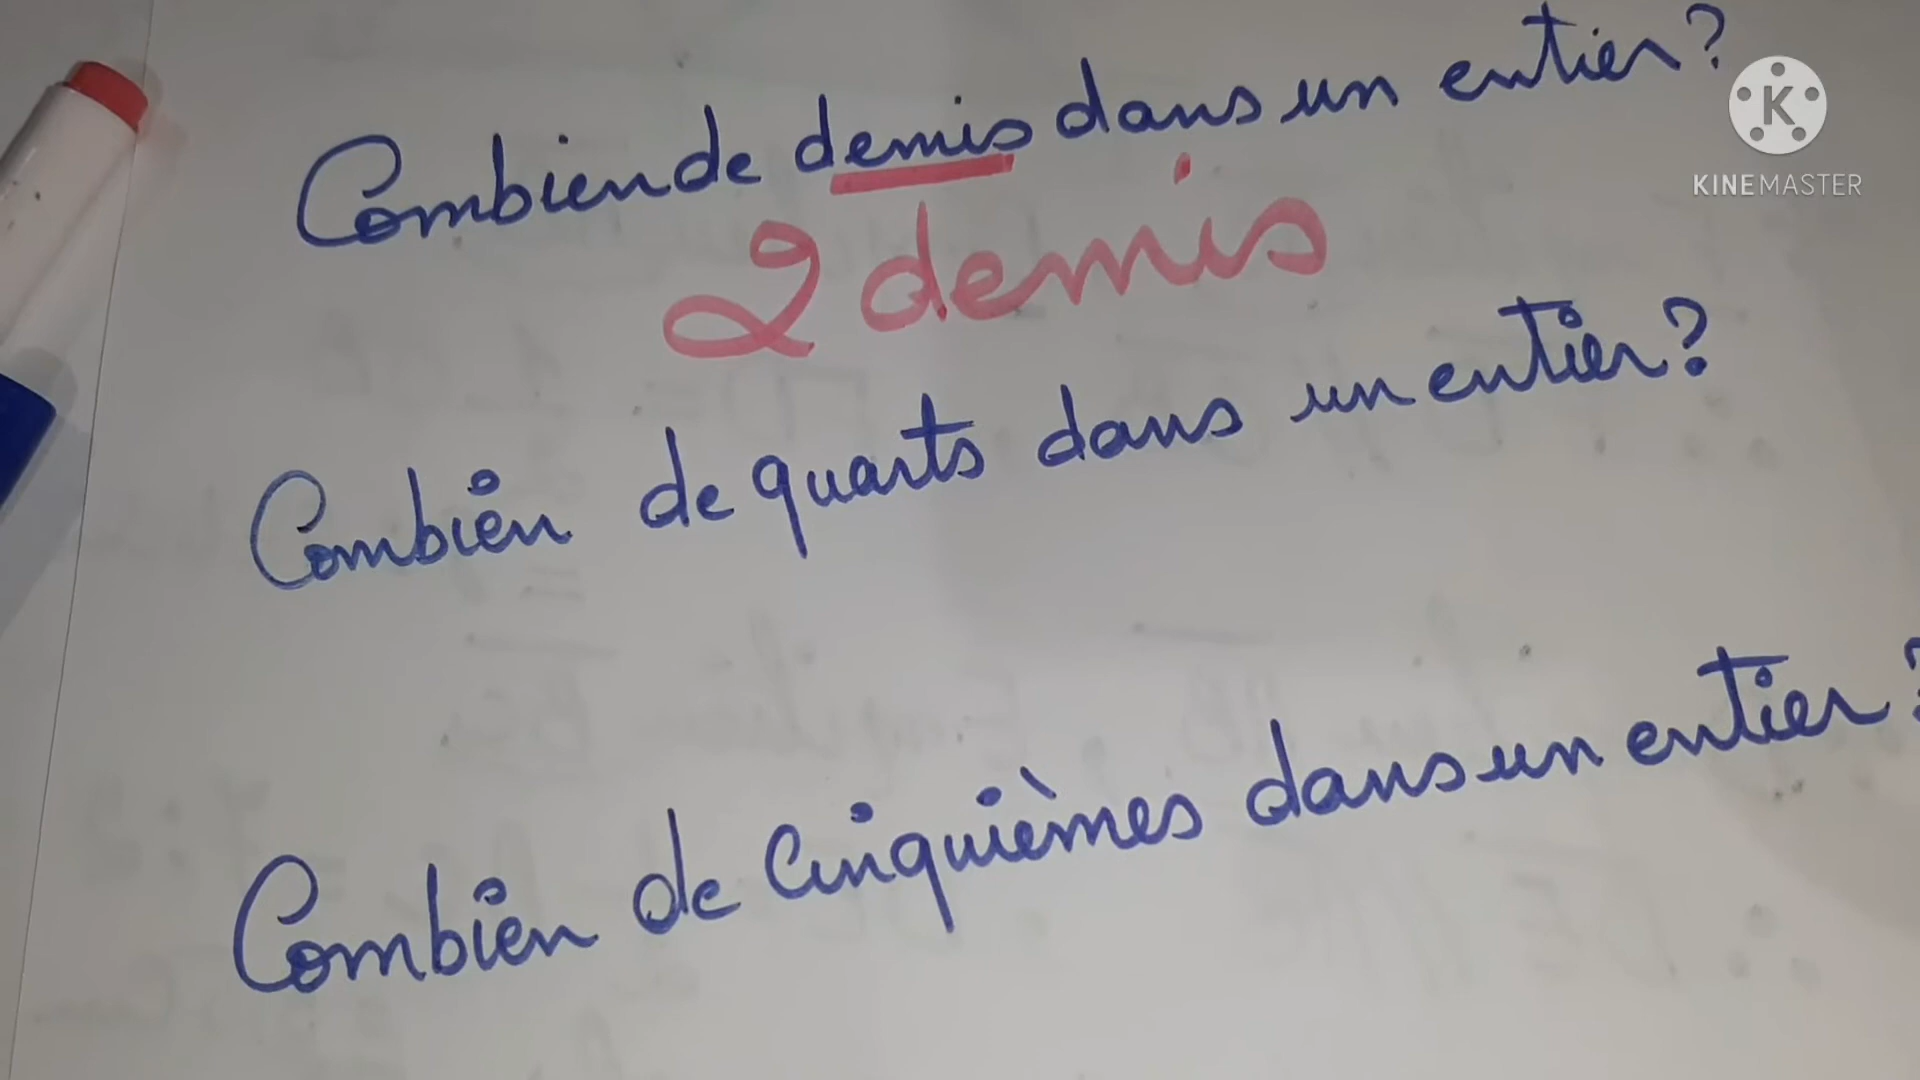 Combien de demis dans un entier?
K
KINEMASTER
2 demis
Combien de quarts dans un entier?
Combien de cinquièmes dans un entier?